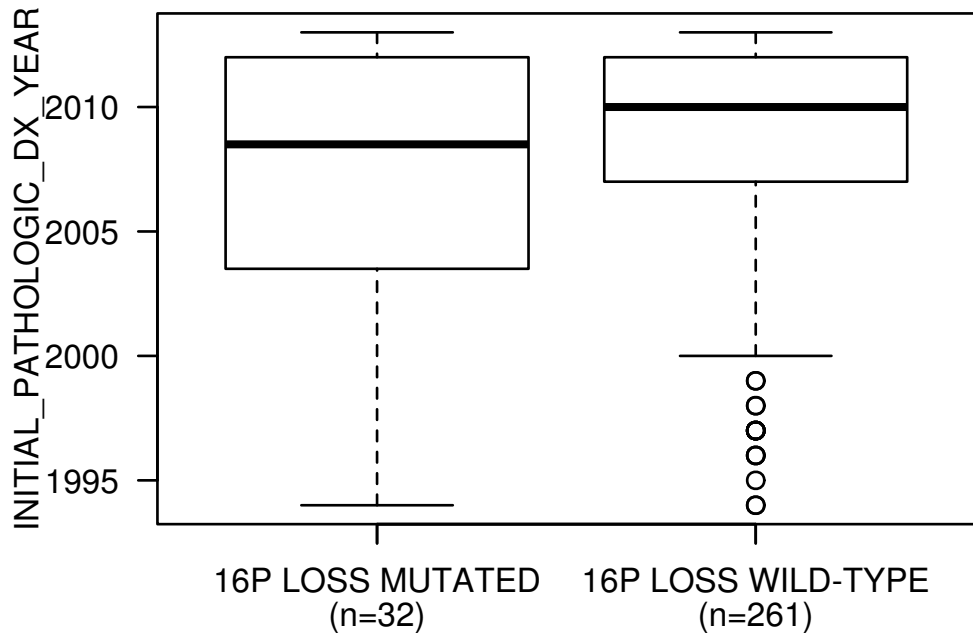 INITIAL_PATHOLOGIC_DX_YEAR
2010
2005
2000
1995
16P LOSS MUTATED
(n=32)
16P LOSS WILD-TYPE
(n=261)